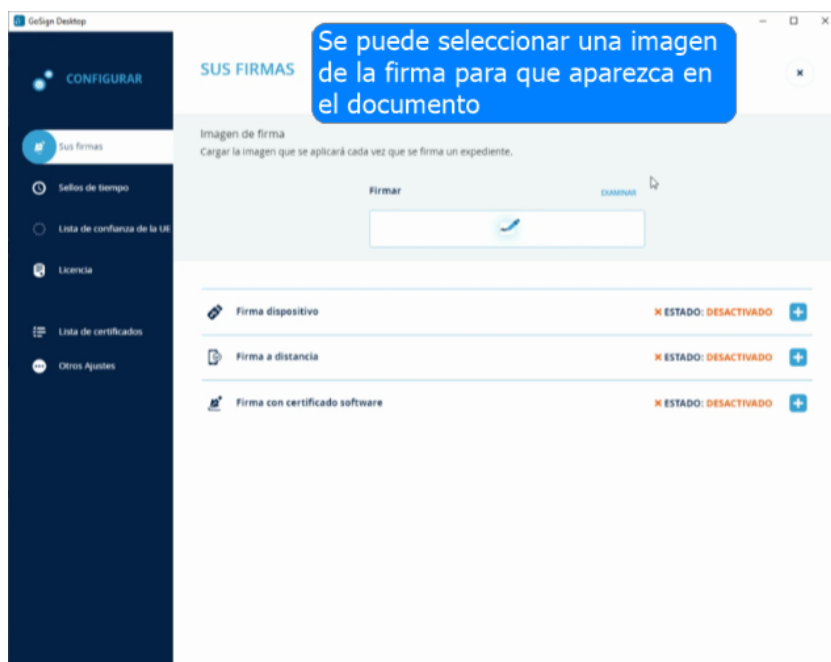 GoSign Desktop
Se puede seleccionar una imagen
de la firma para que aparezca en
el documento
CONFIGURAR
SUS FIRMAS
Imagen de firma
Cargar la imagen que se aplicará cada vez que se firma un expediente.
Sus firmas
Sellos de tiempo
Firmar
EXAMINAR
Lista de confianza de la UE
Licencia
Firma dispositivo
ESTADO: DESACTIVADO
Lista de certificados
Firma a distancia
ESTADO: DESACTIVADO
Otros Ajustes
Firma con certificado software
ESTADO: DESACTIVADO